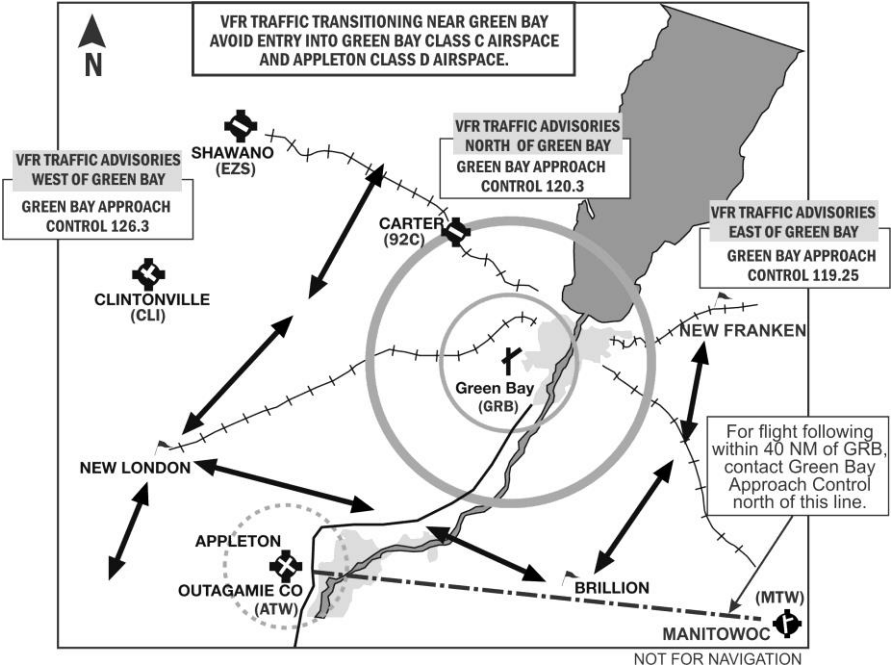 VFR TRAFFIC TRANSITIONING NEAR GREEN BAY
AVOID ENTRY INTO GREEN BAY CLASS C AIRSPACE
AND APPLETON CLASS D AIRSPACE.
N
SHAWANO
(EZS)
VFR TRAFFIC ADVISORIES
WEST OF GREEN BAY
GREEN BAY APPROACH
CONTROL 126.3
VFR TRAFFIC ADVISORIES
NORTH OF GREEN BAY
GREEN BAY APPROACH
CONTROL 120.3
CARTER
(92C)
VFR TRAFFIC ADVISORIES
EAST OF GREEN BAY
GREEN BAY APPROACH
CONTROL 119.25
CLINTONVILLE
(CLI)
NEW FRANKEN
Green Bay
(GRB)
NEW LONDON
For flight following
within 40 NM of GRB,
contact Green Bay
Approach Control
north of this line.
APPLETON
OUTAGAMIE CO
(ATW)
BRILLION
(MTW)
MANITOWOC
NOT FOR NAVIGATION